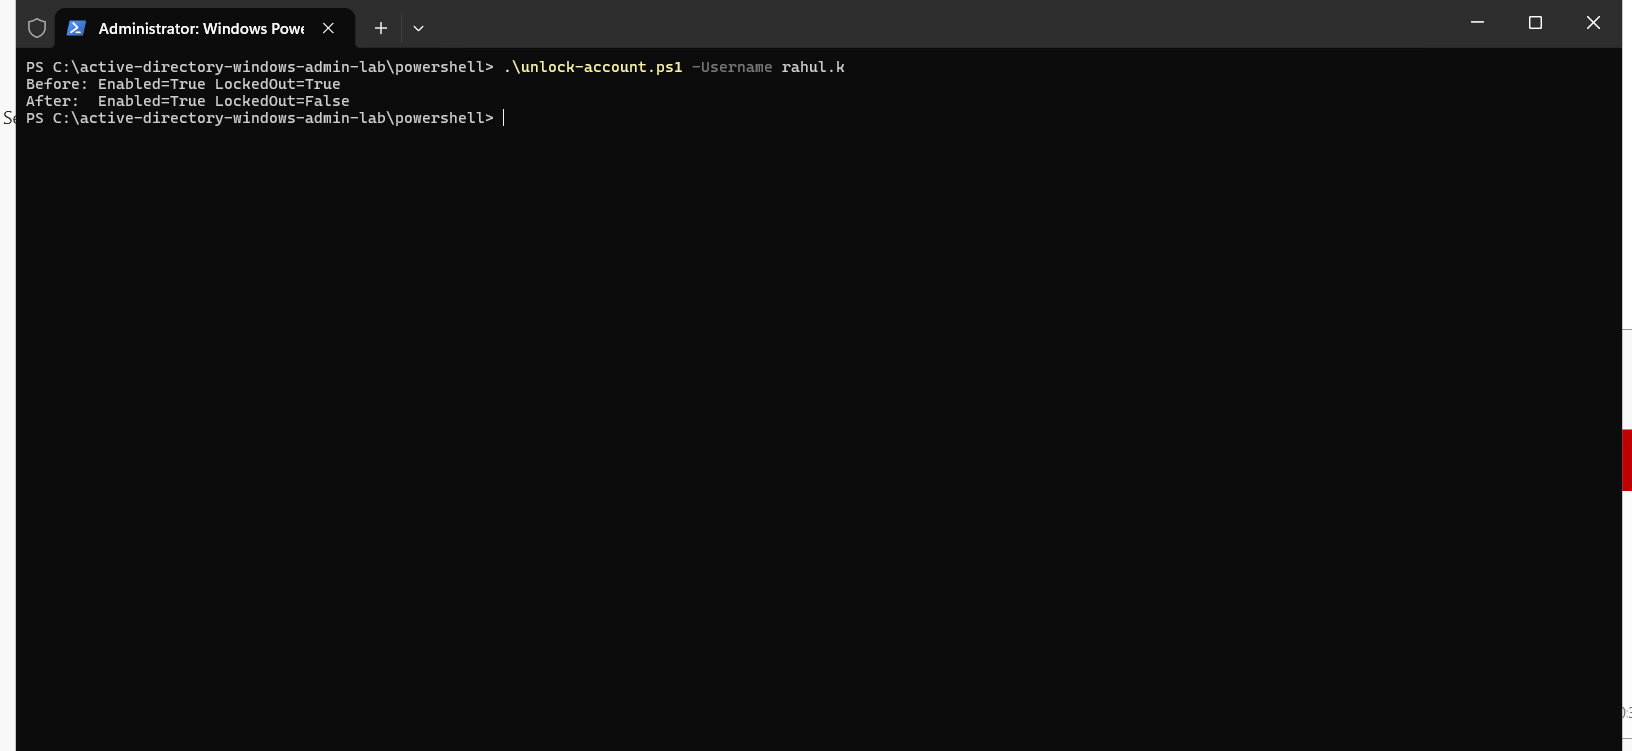 Administrator: Windows Powe
PS C:\active-directory-windows-admin-lab\powershell> .\unlock-account.ps1 -Username rahul.k
Before: Enabled=True LockedOut=True
After:  Enabled=True LockedOut=False
PS C:\active-directory-windows-admin-lab\powershell>